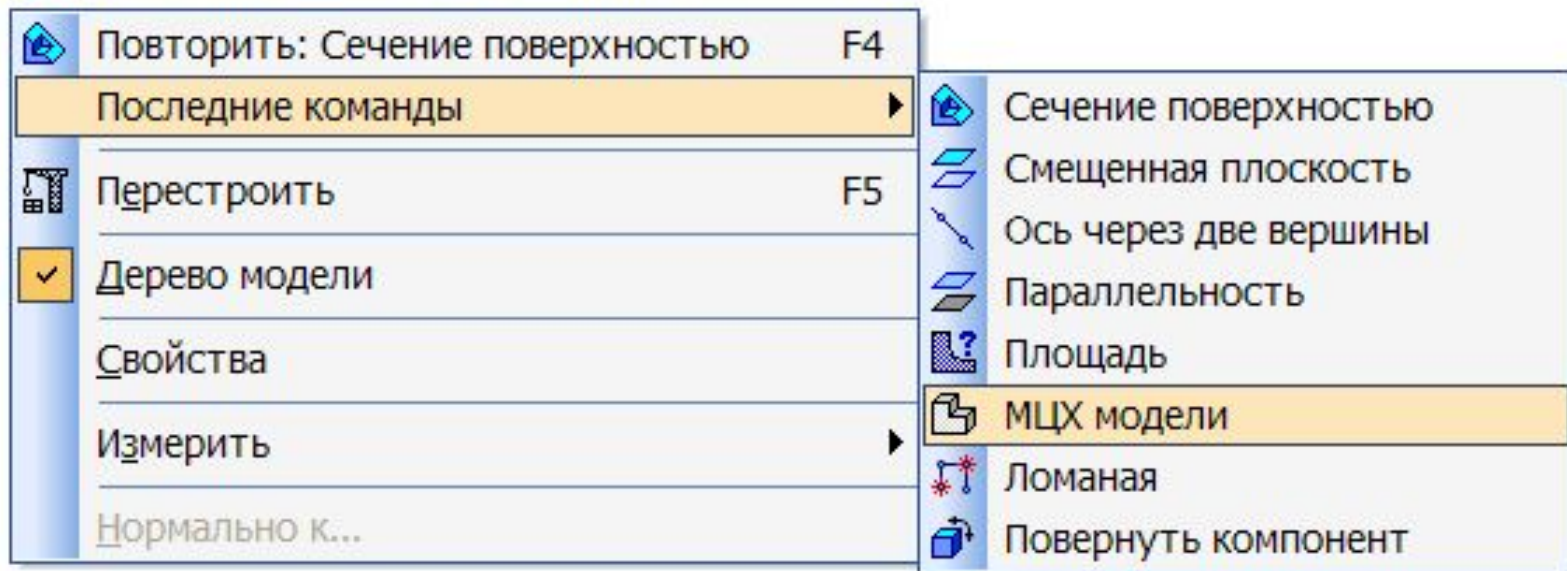 Повторить: Сечение поверхностью F4
Последние команды
Перестроить F5
Дерево модели
Свойства
Измерить
Нормально к...
Сечение поверхностью
Смещенная плоскость
Ось через две вершины
Параллельность
Площадь
МЦХ модели
Ломаная
Повернуть компонент